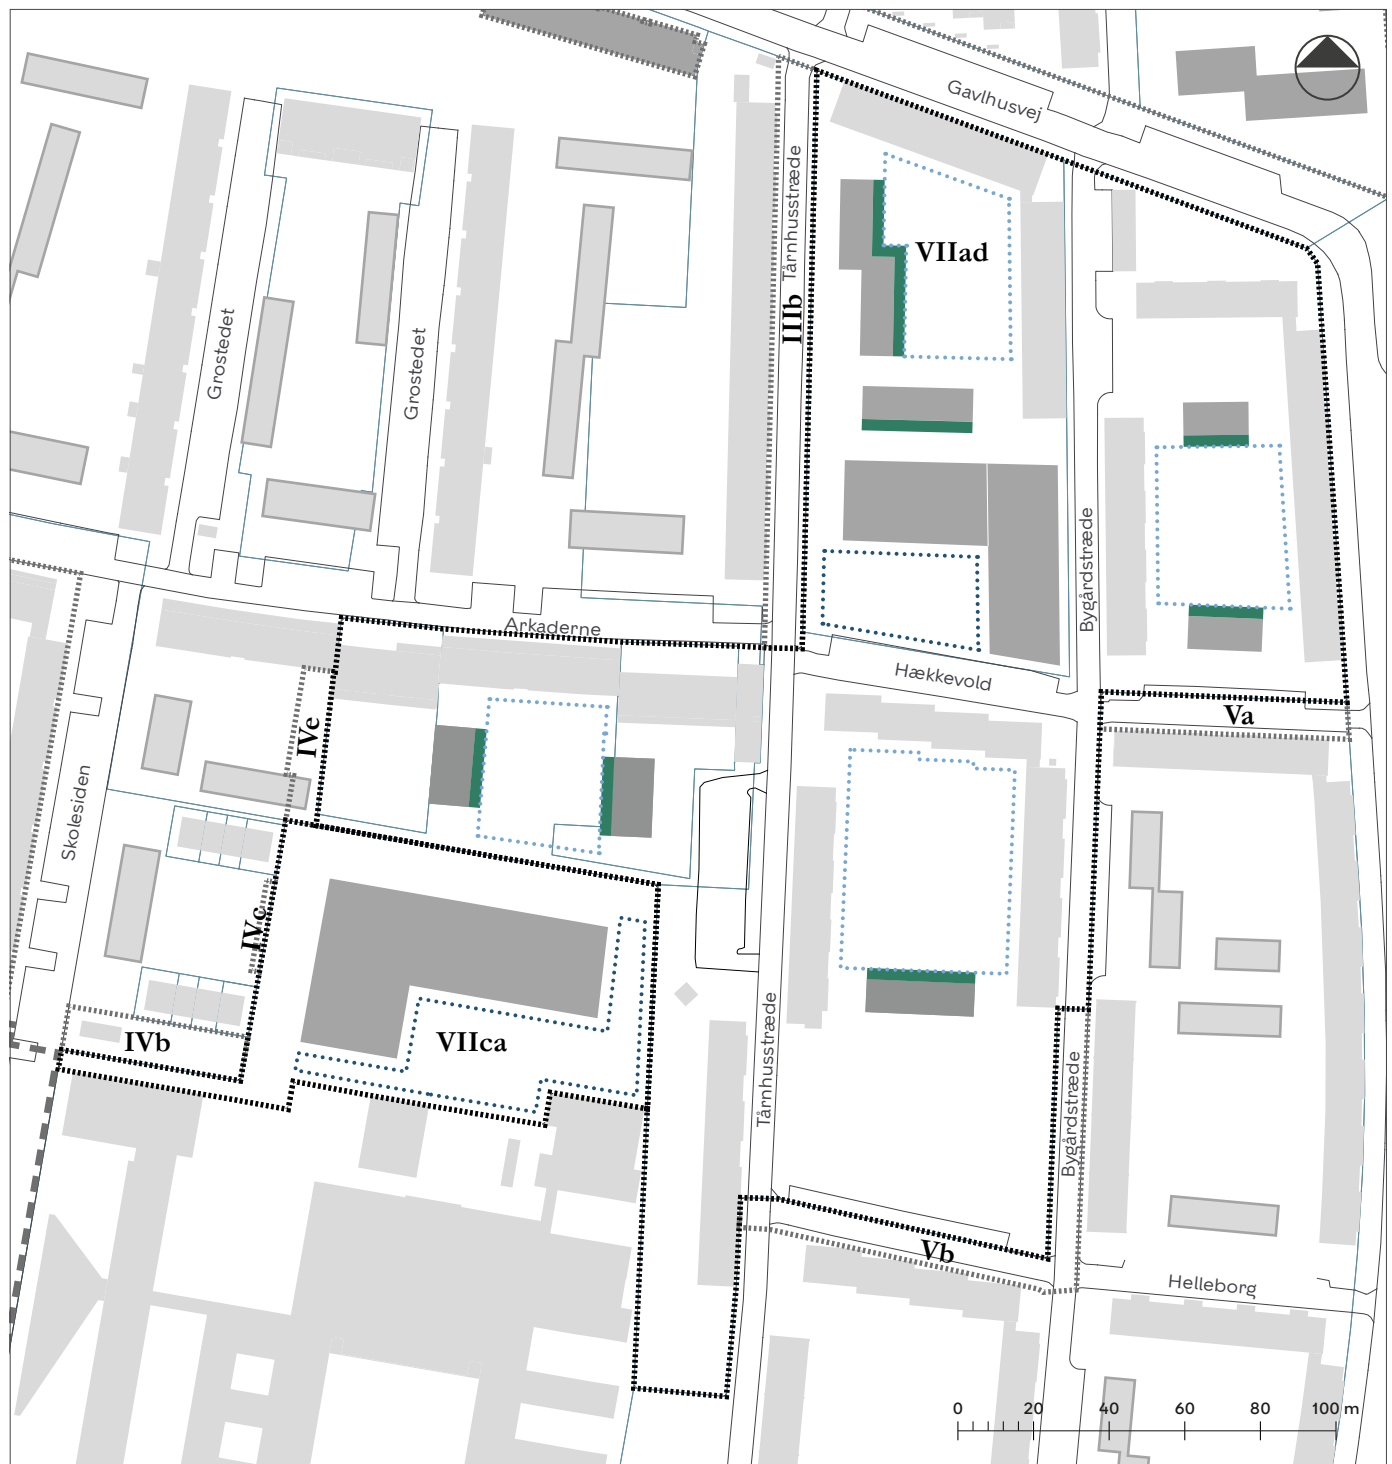 Gavlhusvej
Tårnhusstræde
VIIad
IIIb
Grostedet
Grostedet
Bygårdstræde
Arkaderne
Hækkevold
Va
IVe
Skolesiden
IVc
IVb
VIIca
Tårnhusstræde
Bygårdstræde
Vb
Helleborg
0 20 40 60 80 100 m